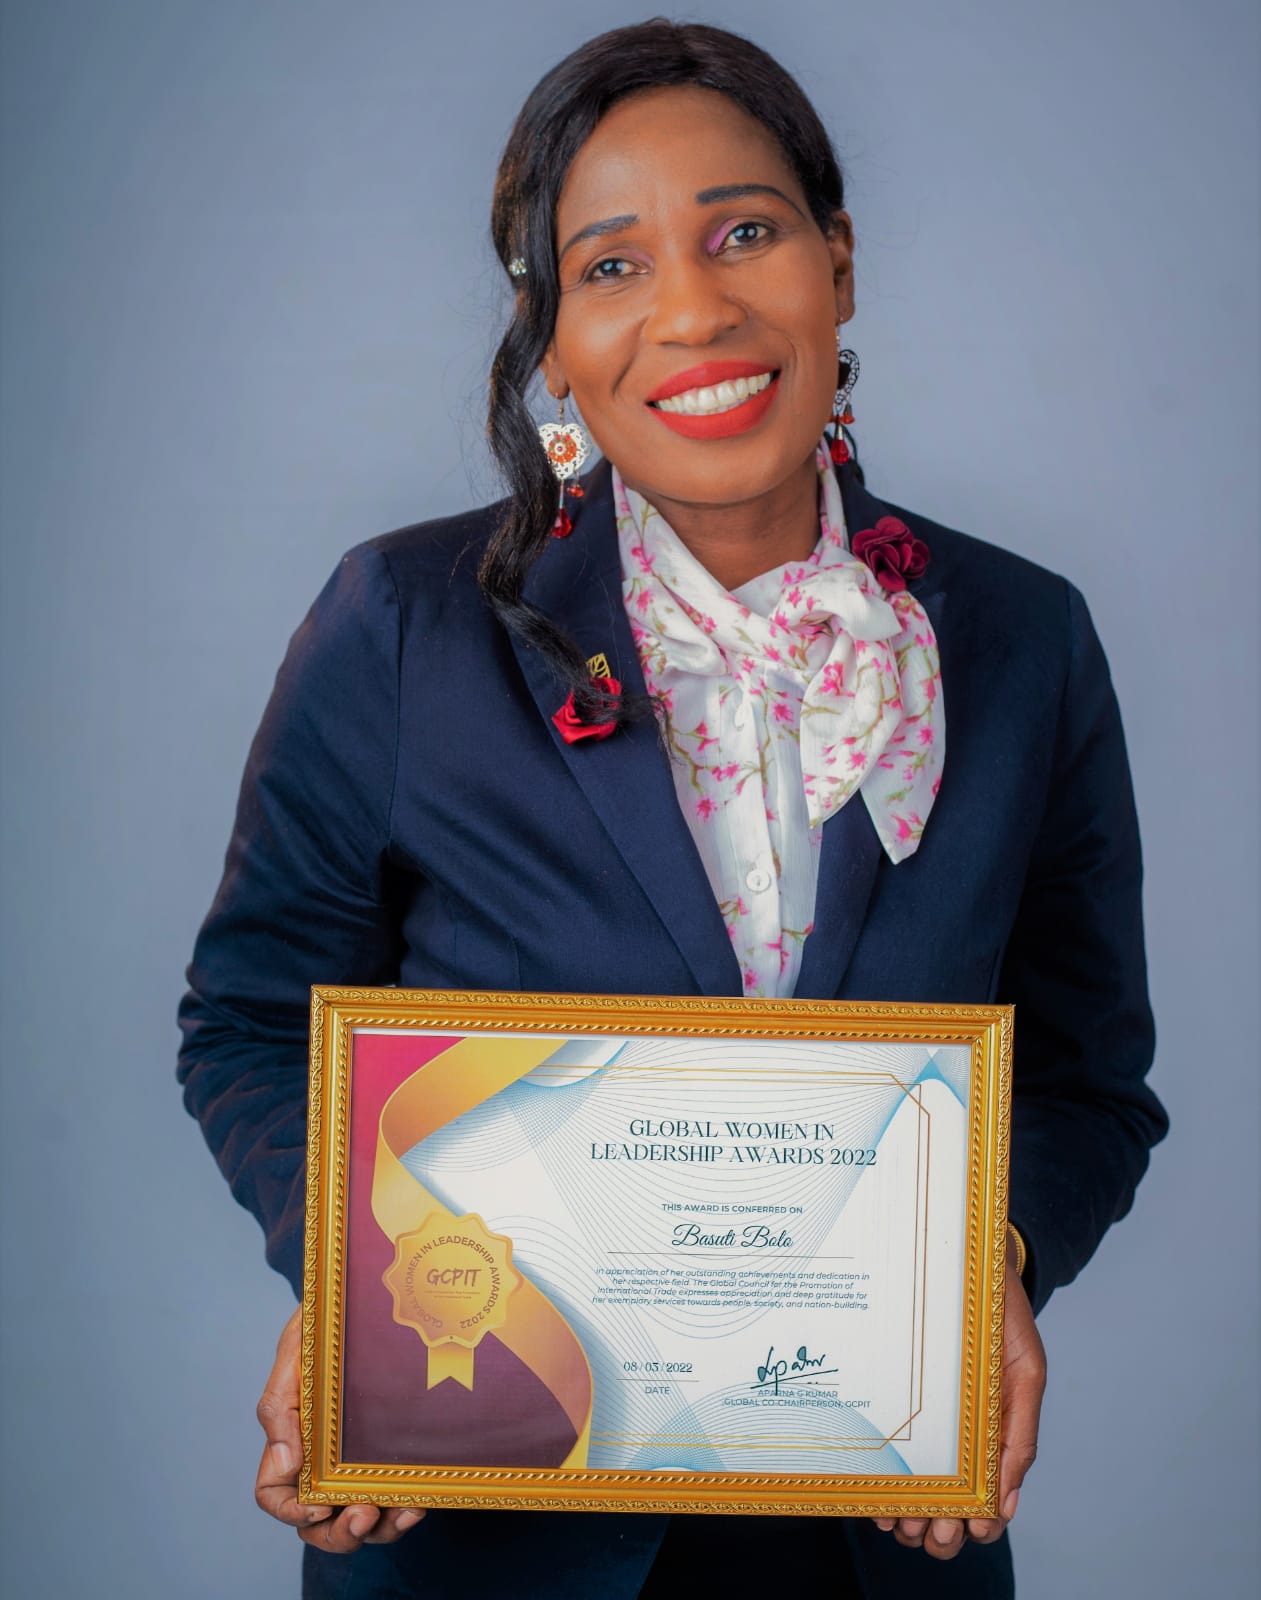 GLOBAL WOMEN IN
LEADERSHIP AWARDS 2022
THIS AWARD IS CONFERRED ON
Basuti Bolo
in appreciation of her outstanding achievements and dedication in
her respective field. The Global Council for the Promotion of
International Trade expresses appreciation and deep gratitude for
her exemplary services towards people, society, and nation-building.
08/03/2022
DATE
APARNA G KUMAR
GLOBAL CO-CHAIRPERSON, GCPIT
GLOBAL WOMEN IN LEADERSHIP AWARDS 2022
GCPIT